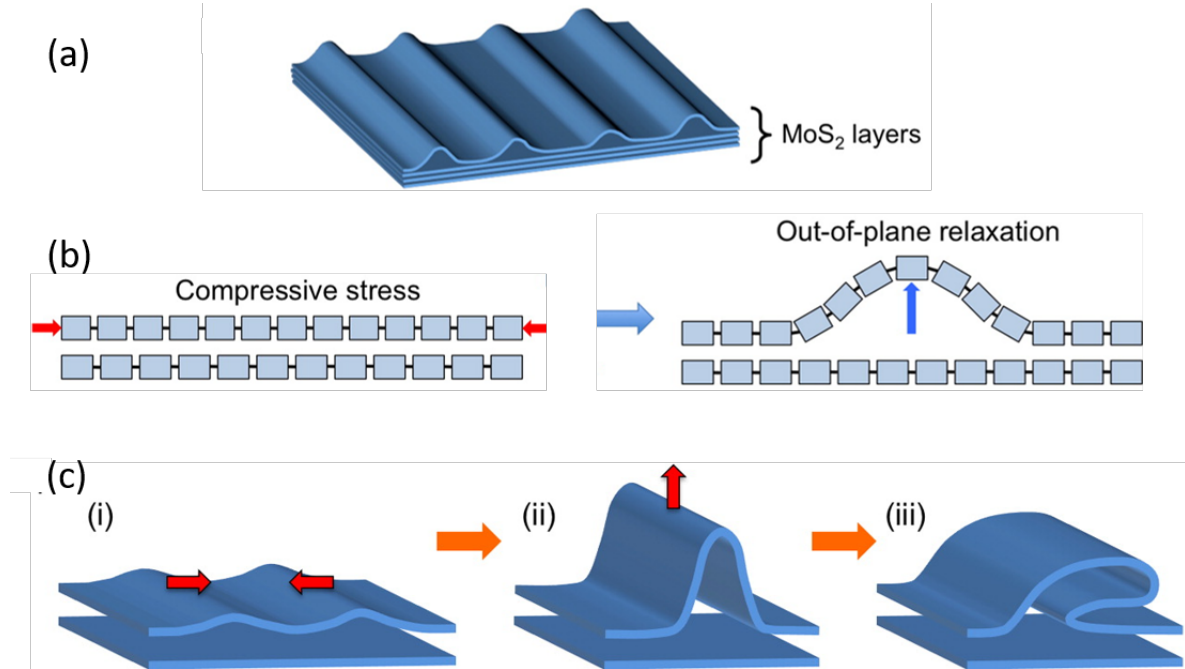 (a)
MoS₂ layers
(b)
Compressive stress
Out-of-plane relaxation
(c)
(i)
(ii)
(iii)